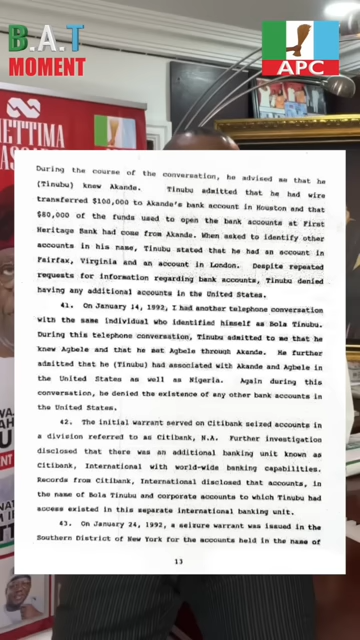 B.A.T
MOMENT
APC
During the course of the conversation, he advised me that he
(Tinubu) knew Akande. Tinubu admitted that he had wire
transferred $100,000 to Akande's bank account in Houston and that
$80,000 of the funds used to open the bank accounts at First
Heritage Bank had come from Akande. When asked to identify other
accounts in his name, Tinubu stated that he had an account in
Fairfax, Virginia and an account in London. Despite repeated
requests for information regarding bank accounts, Tinubu denied
having any additional accounts in the United States.
41. On January 14, 1992, I had another telephone conversation
with the same individual who identified himself as Bola Tinubu.
During this telephone conversation, Tinubu admitted to me that he
knew Agbele and that he met Agbele through Akande. He further
admitted that he (Tinubu) had associated with Akande and Agbele in
the United States as well as Nigeria. Again during this
conversation, he denied the existence of any other bank accounts in
the United States.
42. The initial warrant served on Citibank seized accounts in
a division referred to as Citibank, N.A. Further investigation
disclosed that there was an additional banking unit known as
Citibank, International with world-wide banking capabilities.
Records from Citibank, International disclosed that accounts, in
the name of Bola Tinubu and corporate accounts to which Tinubu had
access existed in this separate international banking unit.
43. On January 24, 1992, a seizure warrant was issued in the
Southern District of New York for the accounts held in the name of
13